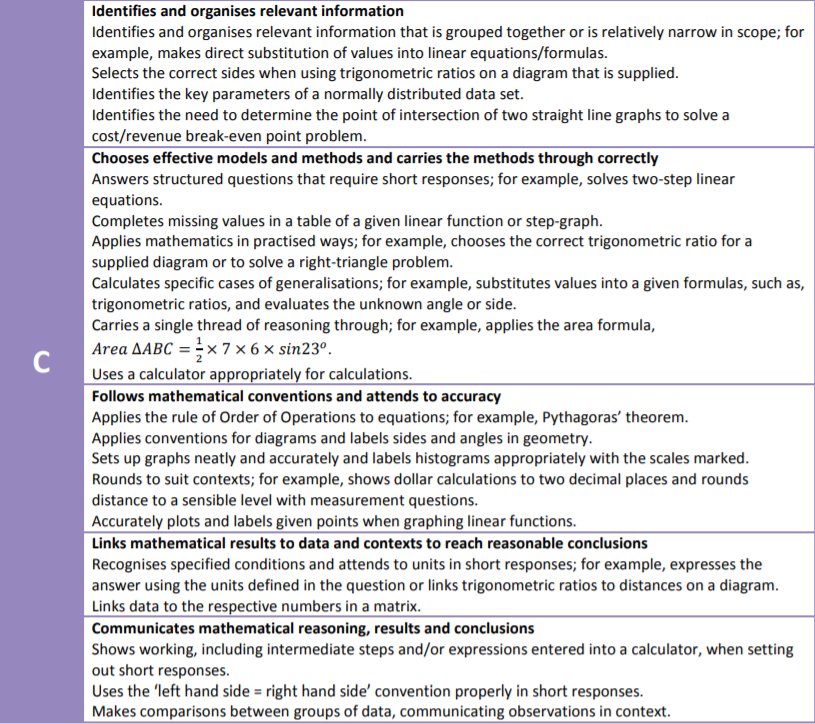 Identifies and organises relevant information
Identifies and organises relevant information that is grouped together or is relatively narrow in scope; for
example, makes direct substitution of values into linear equations/formulas.
Selects the correct sides when using trigonometric ratios on a diagram that is supplied.
Identifies the key parameters of a normally distributed data set.
Identifies the need to determine the point of intersection of two straight line graphs to solve a
cost/revenue break-even point problem.
Chooses effective models and methods and carries the methods through correctly
Answers structured questions that require short responses; for example, solves two-step linear
equations.
Completes missing values in a table of a given linear function or step-graph.
Applies mathematics in practised ways; for example, chooses the correct trigonometric ratio for a
supplied diagram or to solve a right-triangle problem.
Calculates specific cases of generalisations; for example, substitutes values into a given formulas, such as,
trigonometric ratios, and evaluates the unknown angle or side.
Carries a single thread of reasoning through; for example, applies the area formula,
Area ΔABC = 1/2 × 7 × 6 × sin23°.
Uses a calculator appropriately for calculations.
C
Follows mathematical conventions and attends to accuracy
Applies the rule of Order of Operations to equations; for example, Pythagoras’ theorem.
Applies conventions for diagrams and labels sides and angles in geometry.
Sets up graphs neatly and accurately and labels histograms appropriately with the scales marked.
Rounds to suit contexts; for example, shows dollar calculations to two decimal places and rounds
distance to a sensible level with measurement questions.
Accurately plots and labels given points when graphing linear functions.
Links mathematical results to data and contexts to reach reasonable conclusions
Recognises specified conditions and attends to units in short responses; for example, expresses the
answer using the units defined in the question or links trigonometric ratios to distances on a diagram.
Links data to the respective numbers in a matrix.
Communicates mathematical reasoning, results and conclusions
Shows working, including intermediate steps and/or expressions entered into a calculator, when setting
out short responses.
Uses the ‘left hand side = right hand side’ convention properly in short responses.
Makes comparisons between groups of data, communicating observations in context.